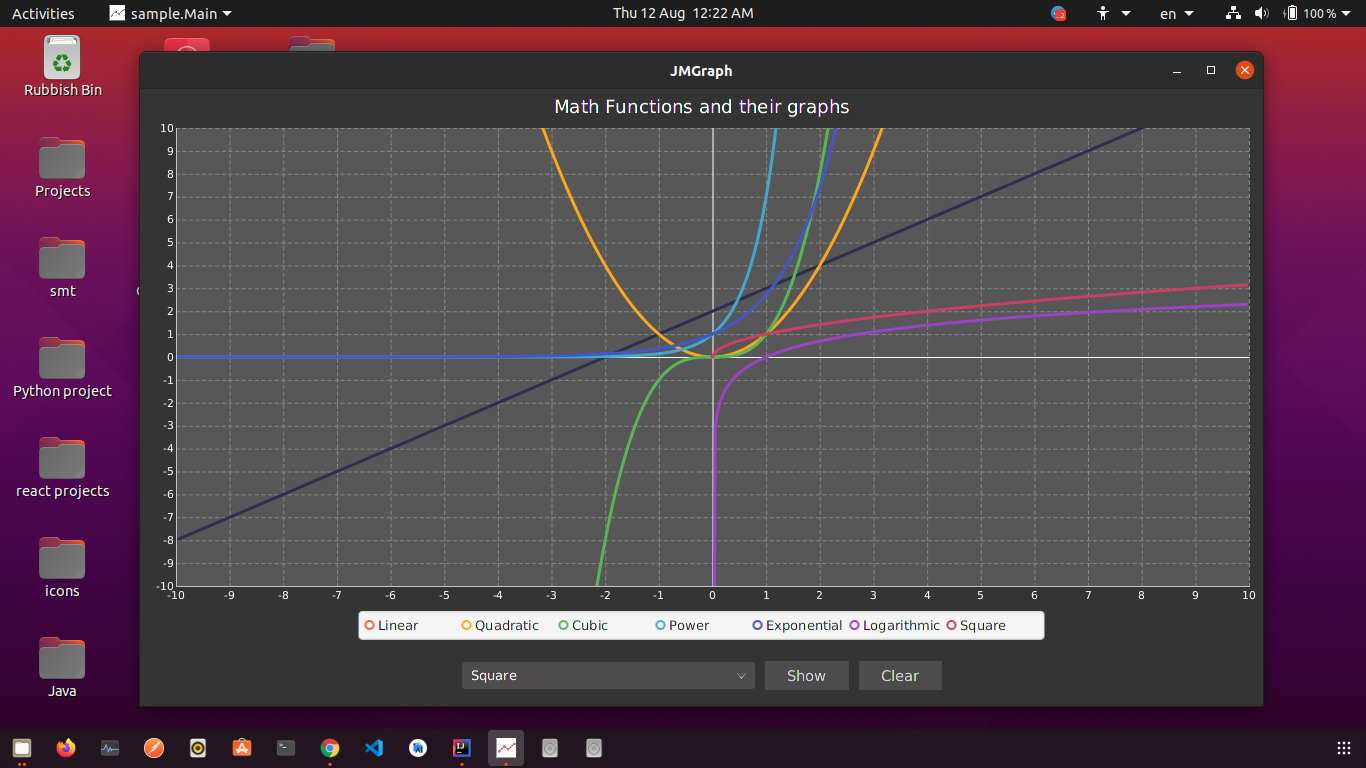 Activities sample.Main Thu 12 Aug 12:22 AM en 100 %
Rubbish Bin
Projects
smt
Python project
react projects
icons
Java
JMGraph
Math Functions and their graphs
10
9
8
7
6
5
4
3
2
1
0
-1
-2
-3
-4
-5
-6
-7
-8
-9
-10
-10 -9 -8 -7 -6 -5 -4 -3 -2 -1 0 1 2 3 4 5 6 7 8 9 10
Linear Quadratic Cubic Power Exponential Logarithmic Square
Square Show Clear